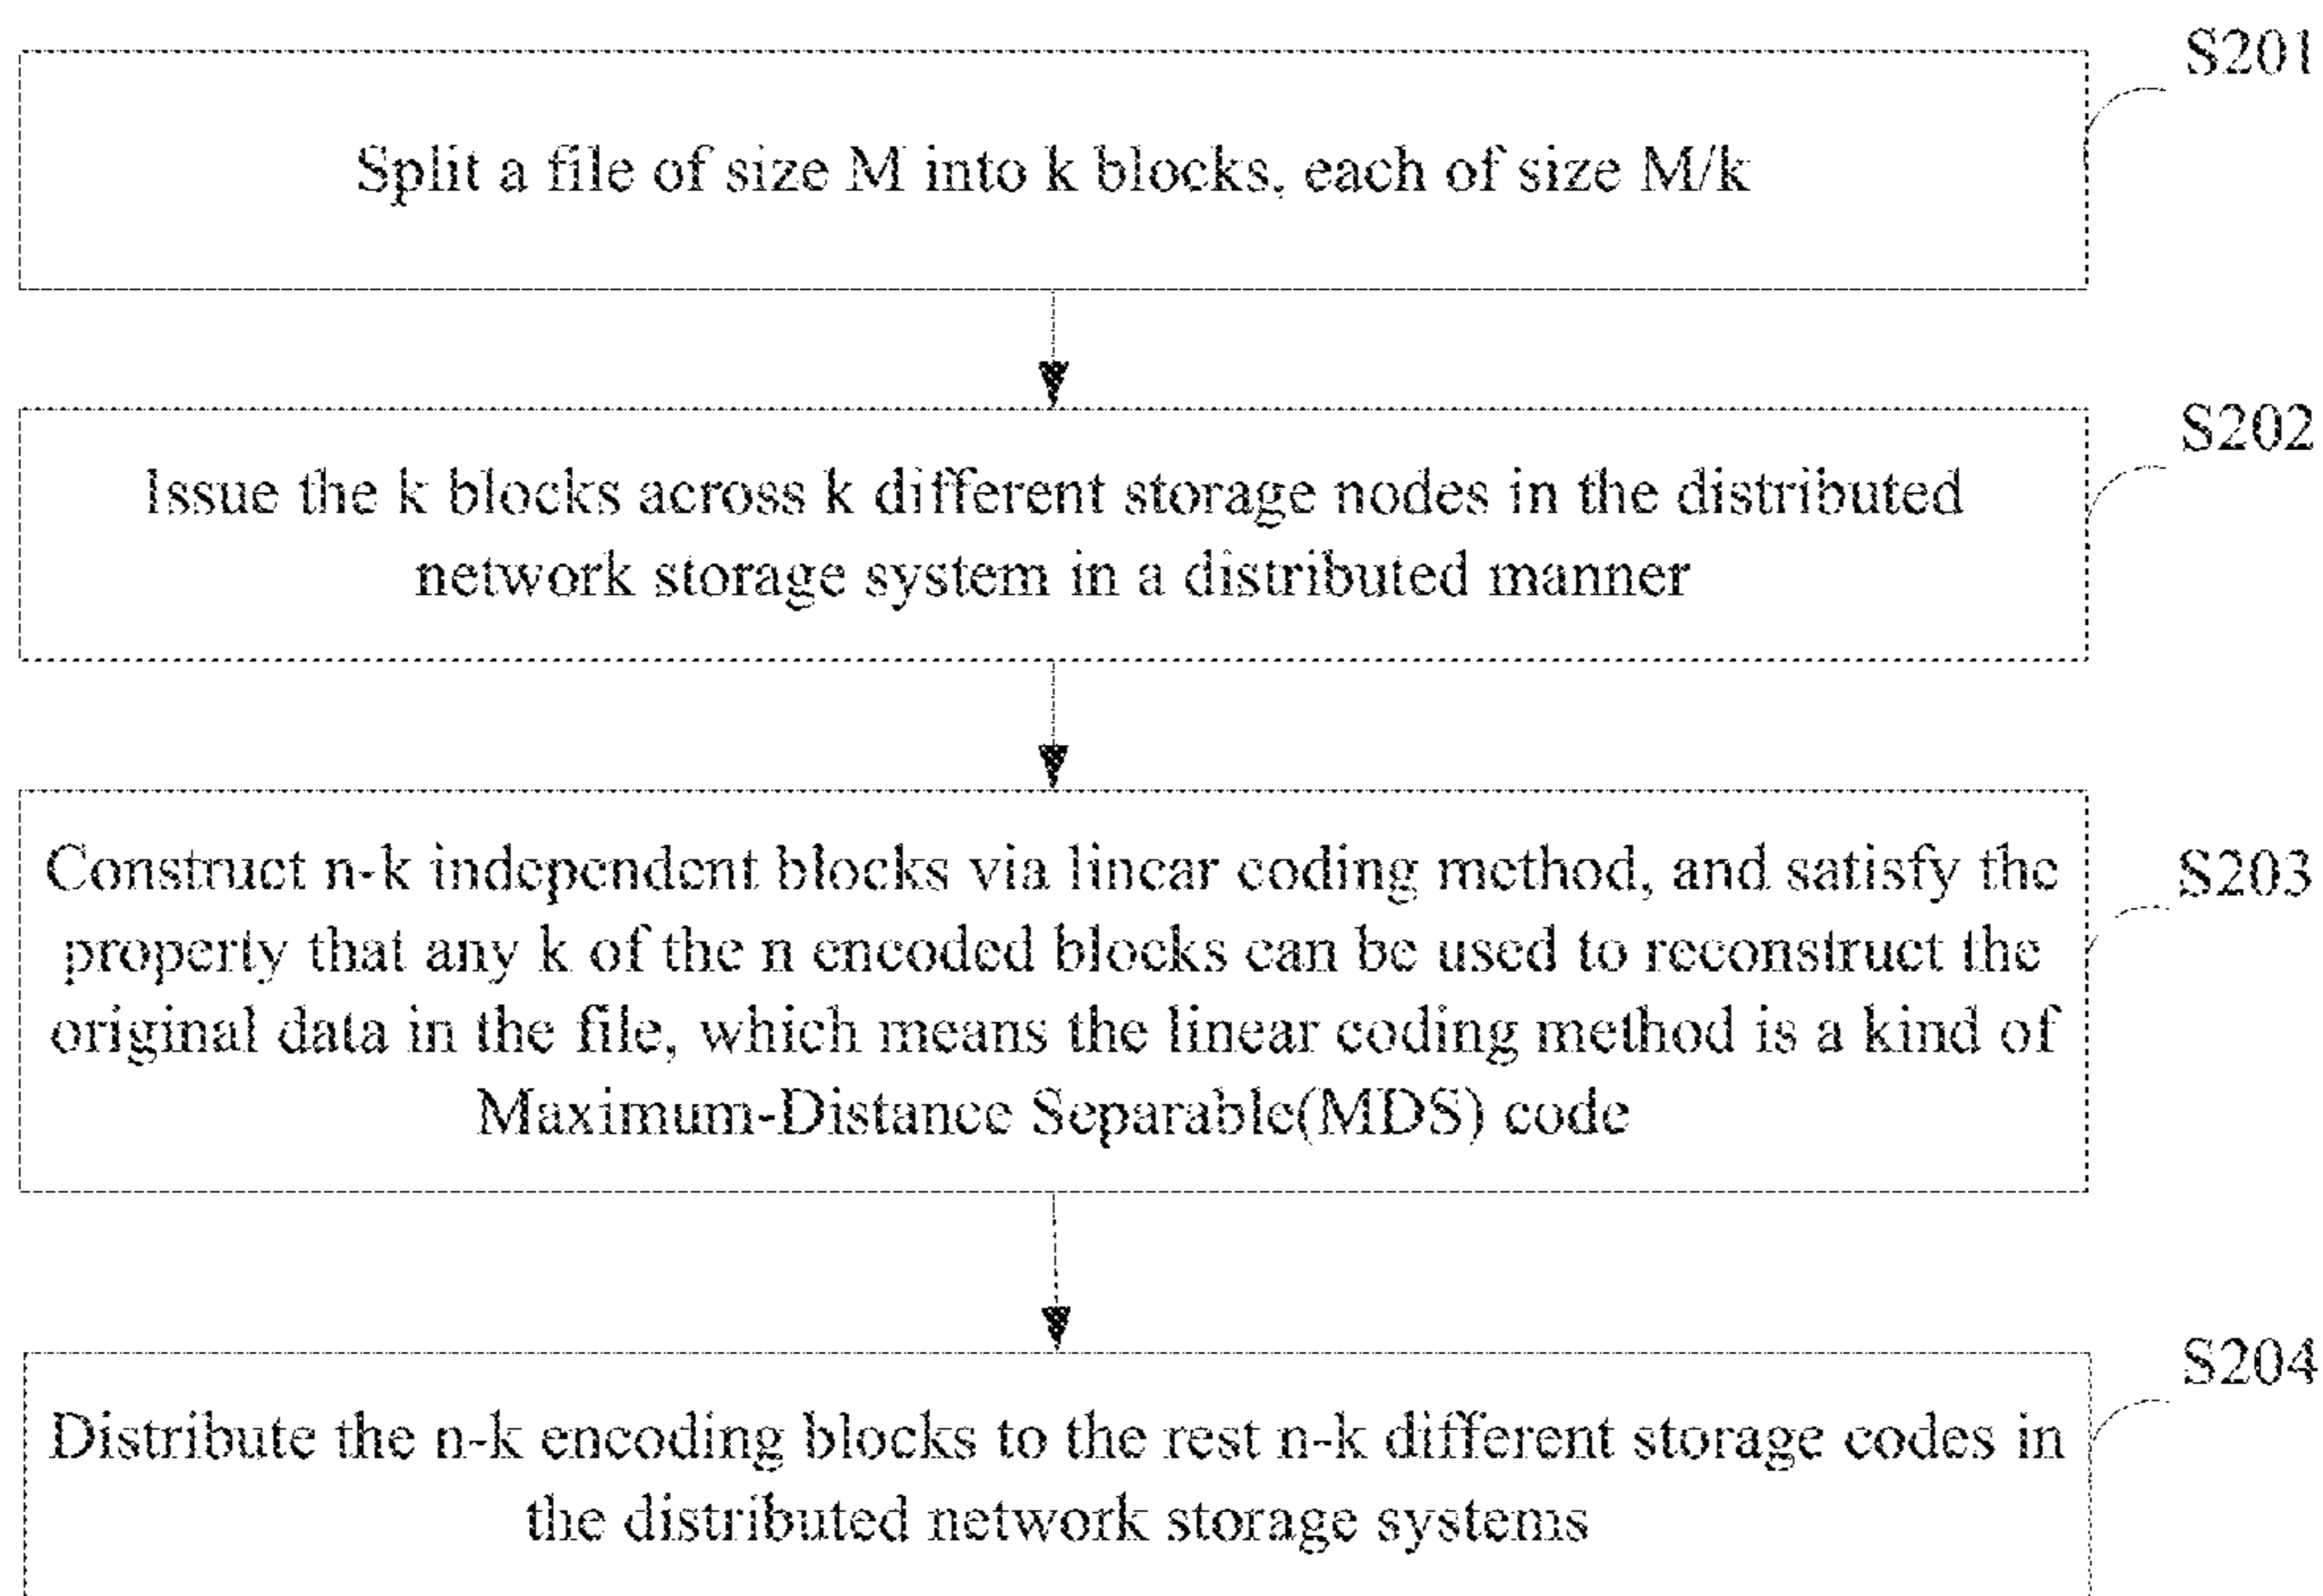 S201
Split a file of size M into k blocks, each of size M/k
S202
Issue the k blocks across k different storage nodes in the distributed
network storage system in a distributed manner
Construct n-k independent blocks via linear coding method, and satisfy the
S203
property that any k of the n encoded blocks can be used to reconstruct the
original data in the file, which means the linear coding method is a kind of
Maximum-Distance Separable(MDS) code
S204
Distribute the n-k encoding blocks to the rest n-k different storage codes in
the distributed network storage systems